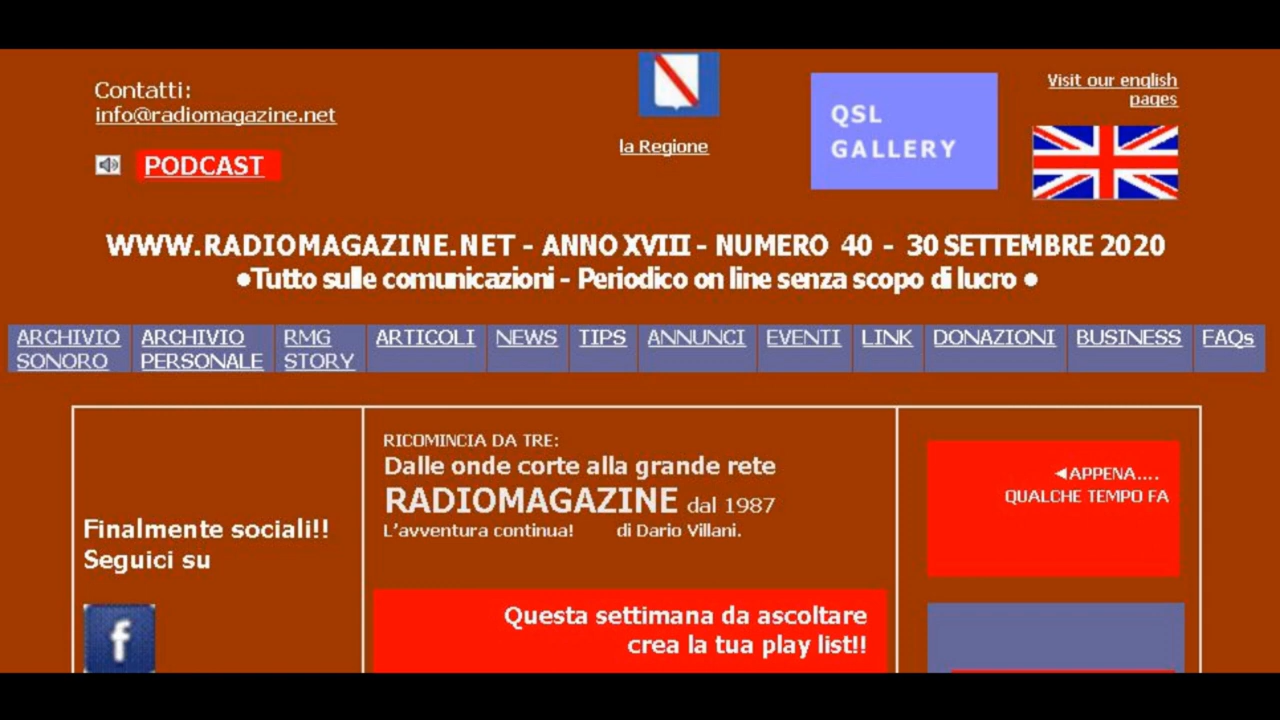 Contatti:
info@radiomagazine.net
PODCAST
la Regione
QSL
GALLERY
Visit our english
pages
WWW.RADIOMAGAZINE.NET - ANNO XVIII - NUMERO 40 - 30 SETTEMBRE 2020
●Tutto sulle comunicazioni - Periodico on line senza scopo di lucro ●
ARCHIVIO
SONORO
ARCHIVIO
PERSONALE
RMG
STORY
ARTICOLI
NEWS
TIPS
ANNUNCI
EVENTI
LINK
DONAZIONI
BUSINESS
FAQs
Finalmente sociali!!
Seguici su
f
RICOMINCIA DA TRE:
Dalle onde corte alla grande rete
RADIOMAGAZINE dal 1987
L’avventura continua! di Dario Villani.
Questa settimana da ascoltare
crea la tua play list!!
◄APPENA....
QUALCHE TEMPO FA